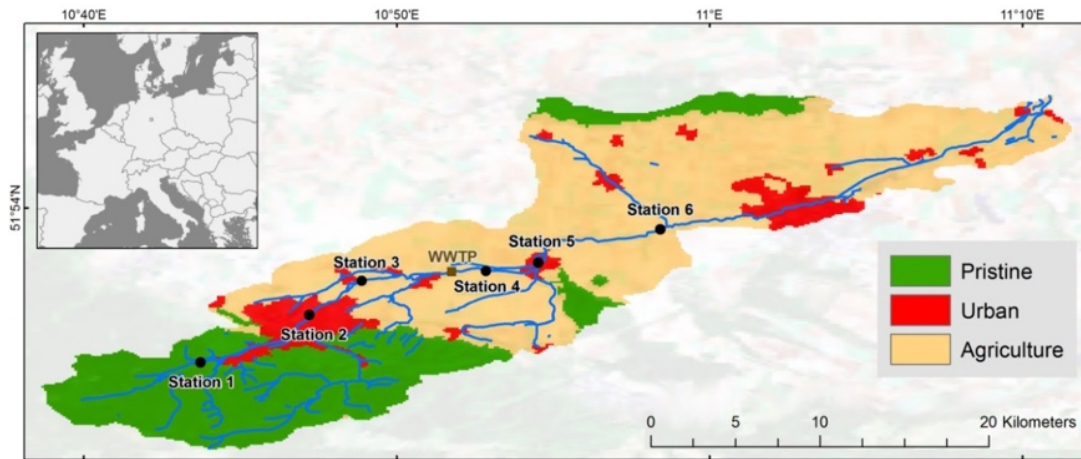 10°40'E 10°50'E 11°E 11°10'E
51°54'N
Station 6
Station 5
WWTP
Station 3
Station 4
Station 2
Station 1
Pristine
Urban
Agriculture
0 5 10 20 Kilometers